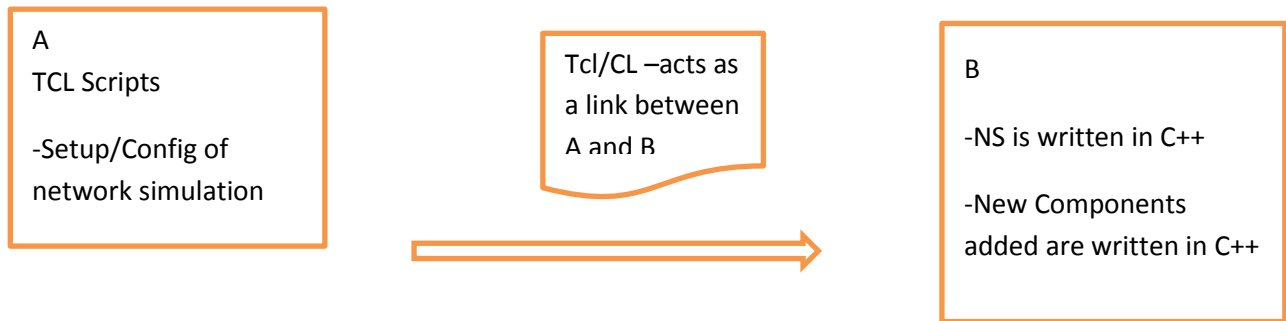 A
TCL Scripts
-Setup/Config of
network simulation
Tcl/CL –acts as
a link between
A and B
B
-NS is written in C++
-New Components
added are written in C++